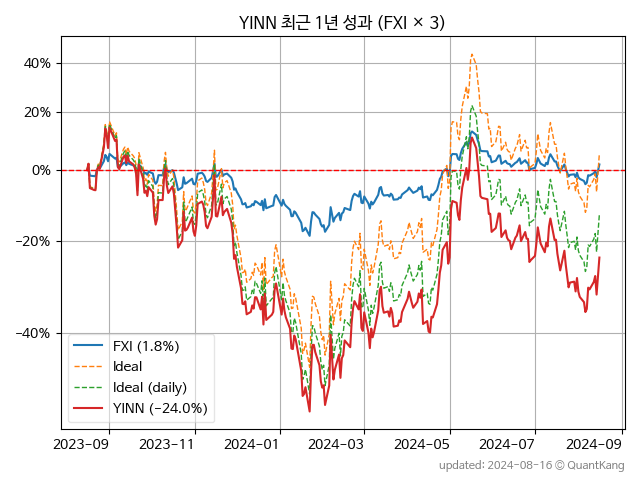 YINN 최근 1년 성과 (FXI × 3)
40%
20%
0%
−20%
−40%
FXI (1.8%)
Ideal
Ideal (daily)
YINN (−24.0%)
2023-09 2023-11 2024-01 2024-03 2024-05 2024-07 2024-09
updated: 2024-08-16 © QuantKang